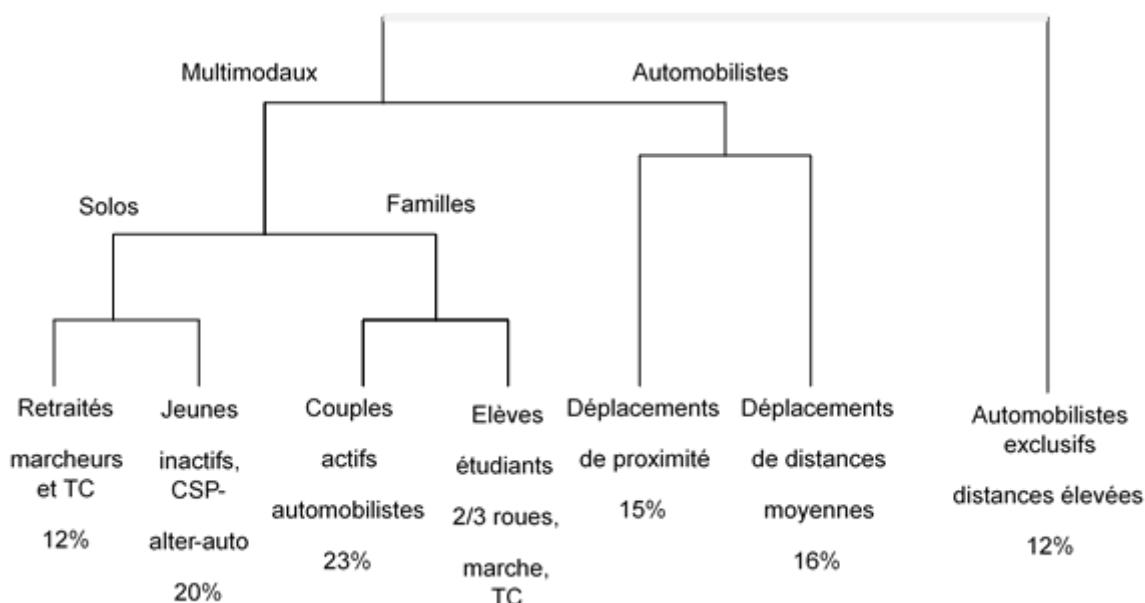 Multimodaux
Automobilistes
Solos
Familles
Retraités
marcheurs
et TC
12%
Jeunes
inactifs,
CSP-
alter-auto
20%
Couples
actifs
automobilistes
23%
Elèves
étudiants
2/3 roues,
marche,
TC
Déplacements
de proximité
15%
Déplacements
de distances
moyennes
16%
Automobilistes
exclusifs
distances élevées
12%